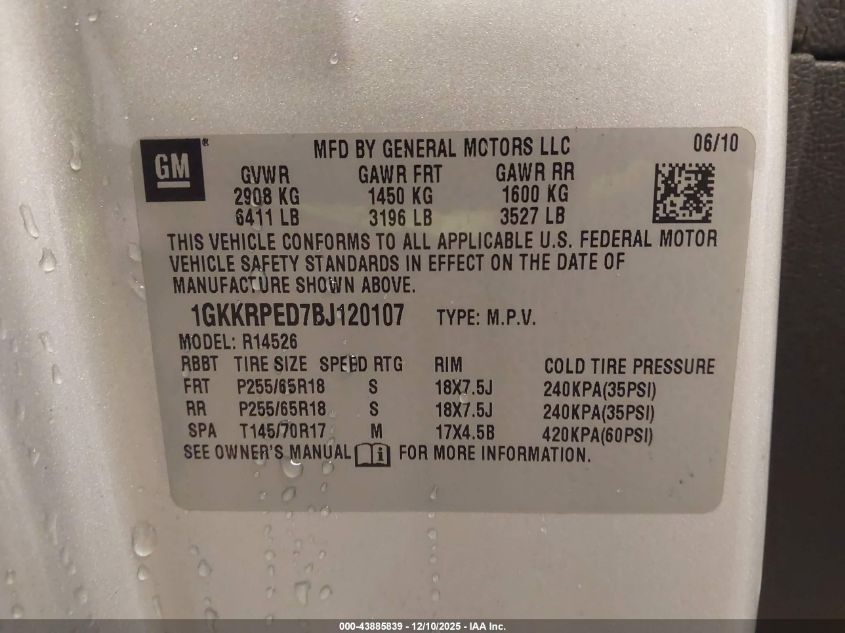 GM ®
MFD BY GENERAL MOTORS LLC 06/10
GVWR GAWR FRT GAWR RR
2908 KG 1450 KG 1600 KG
6411 LB 3196 LB 3527 LB
THIS VEHICLE CONFORMS TO ALL APPLICABLE U.S. FEDERAL MOTOR
VEHICLE SAFETY STANDARDS IN EFFECT ON THE DATE OF
MANUFACTURE SHOWN ABOVE.
1GKKRPED7BJ120107 TYPE: M.P.V.
MODEL: R14526
RBBT TIRE SIZE SPEED RTG RIM COLD TIRE PRESSURE
FRT P255/65R18 S 18X7.5J 240KPA(35PSI)
RR P255/65R18 S 18X7.5J 240KPA(35PSI)
SPA T145/70R17 M 17X4.5B 420KPA(60PSI)
SEE OWNER'S MANUAL i FOR MORE INFORMATION.
000-43885839 - 12/10/2025 - IAA Inc.